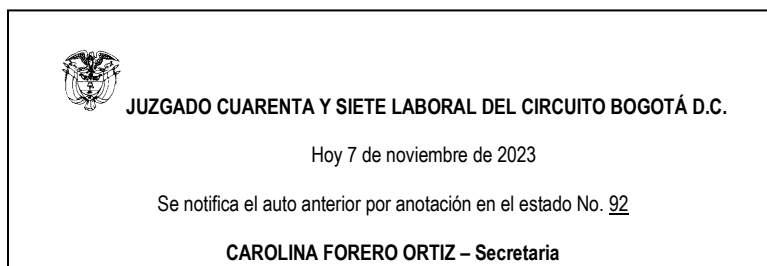 JUZGADO CUARENTA Y SIETE LABORAL DEL CIRCUITO BOGOTÁ D.C.
Hoy 7 de noviembre de 2023
Se notifica el auto anterior por anotación en el estado No. 92
CAROLINA FORERO ORTIZ – Secretaria